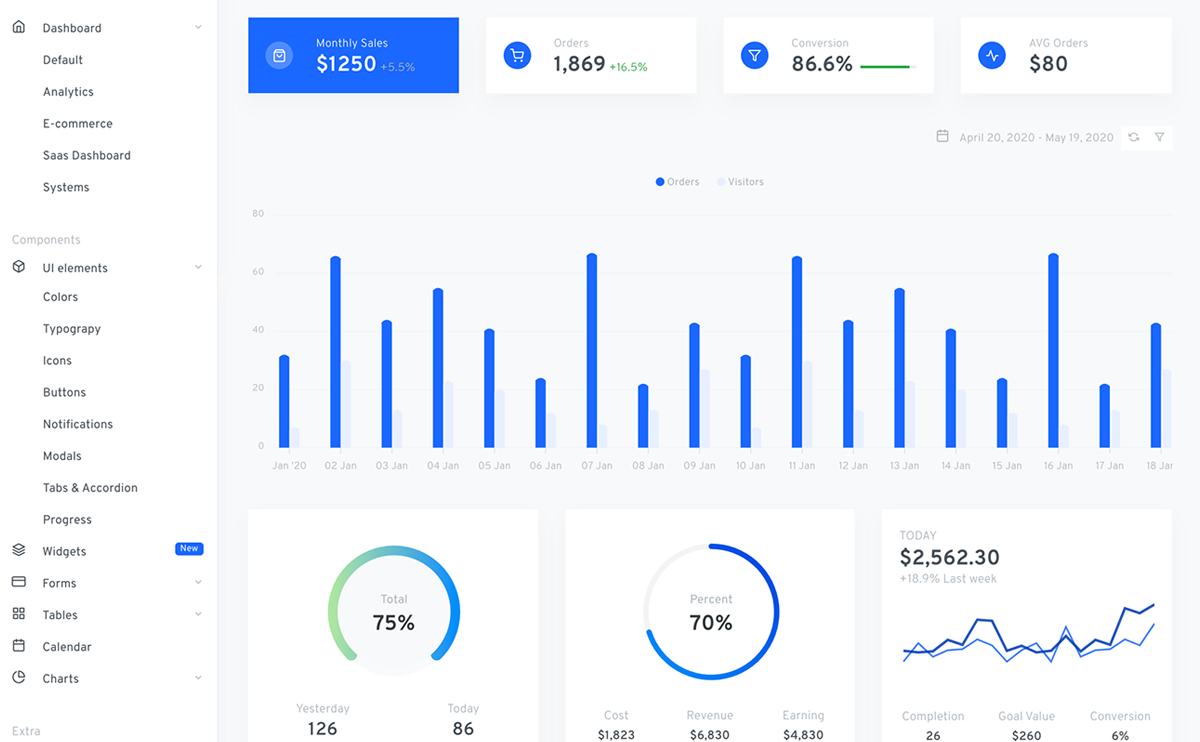 Dashboard
Default
Analytics
E-commerce
Saas Dashboard
Systems
Components
UI elements
Colors
Typograpy
Icons
Buttons
Notifications
Modals
Tabs & Accordion
Progress
Widgets New
Forms
Tables
Calendar
Charts
Extra
Monthly Sales
$1250 +5.5%
Orders
1,869 +16.5%
Conversion
86.6%
AVG Orders
$80
April 20, 2020 - May 19, 2020
Orders Visitors
80
60
40
20
0
Jan '20 02 Jan 03 Jan 04 Jan 05 Jan 06 Jan 07 Jan 08 Jan 09 Jan 10 Jan 11 Jan 12 Jan 13 Jan 14 Jan 15 Jan 16 Jan 17 Jan 18 Jar
Total
75%
Yesterday Today
126 86
Percent
70%
Cost Revenue Earning
$1,823 $6,830 $4,830
TODAY
$2,562.30
+18.9% Last week
Completion Goal Value Conversion
26 $260 6%